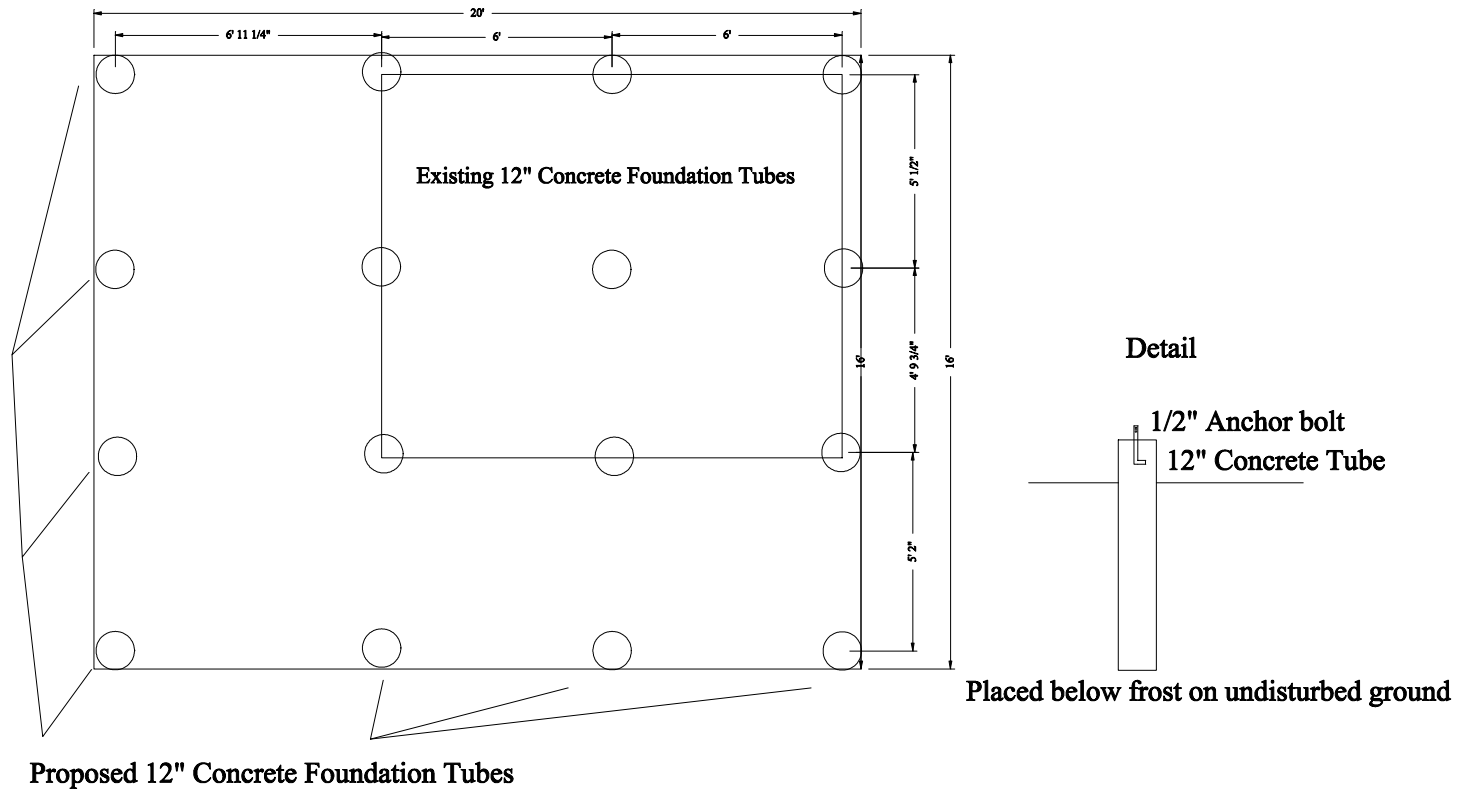 20'
6' 11 1/4"
6'
6'
Existing 12" Concrete Foundation Tubes
5' 1/2"
16'
4' 9 3/4"
16'
5' 2"
Detail
1/2" Anchor bolt
12" Concrete Tube
Placed below frost on undisturbed ground
Proposed 12" Concrete Foundation Tubes